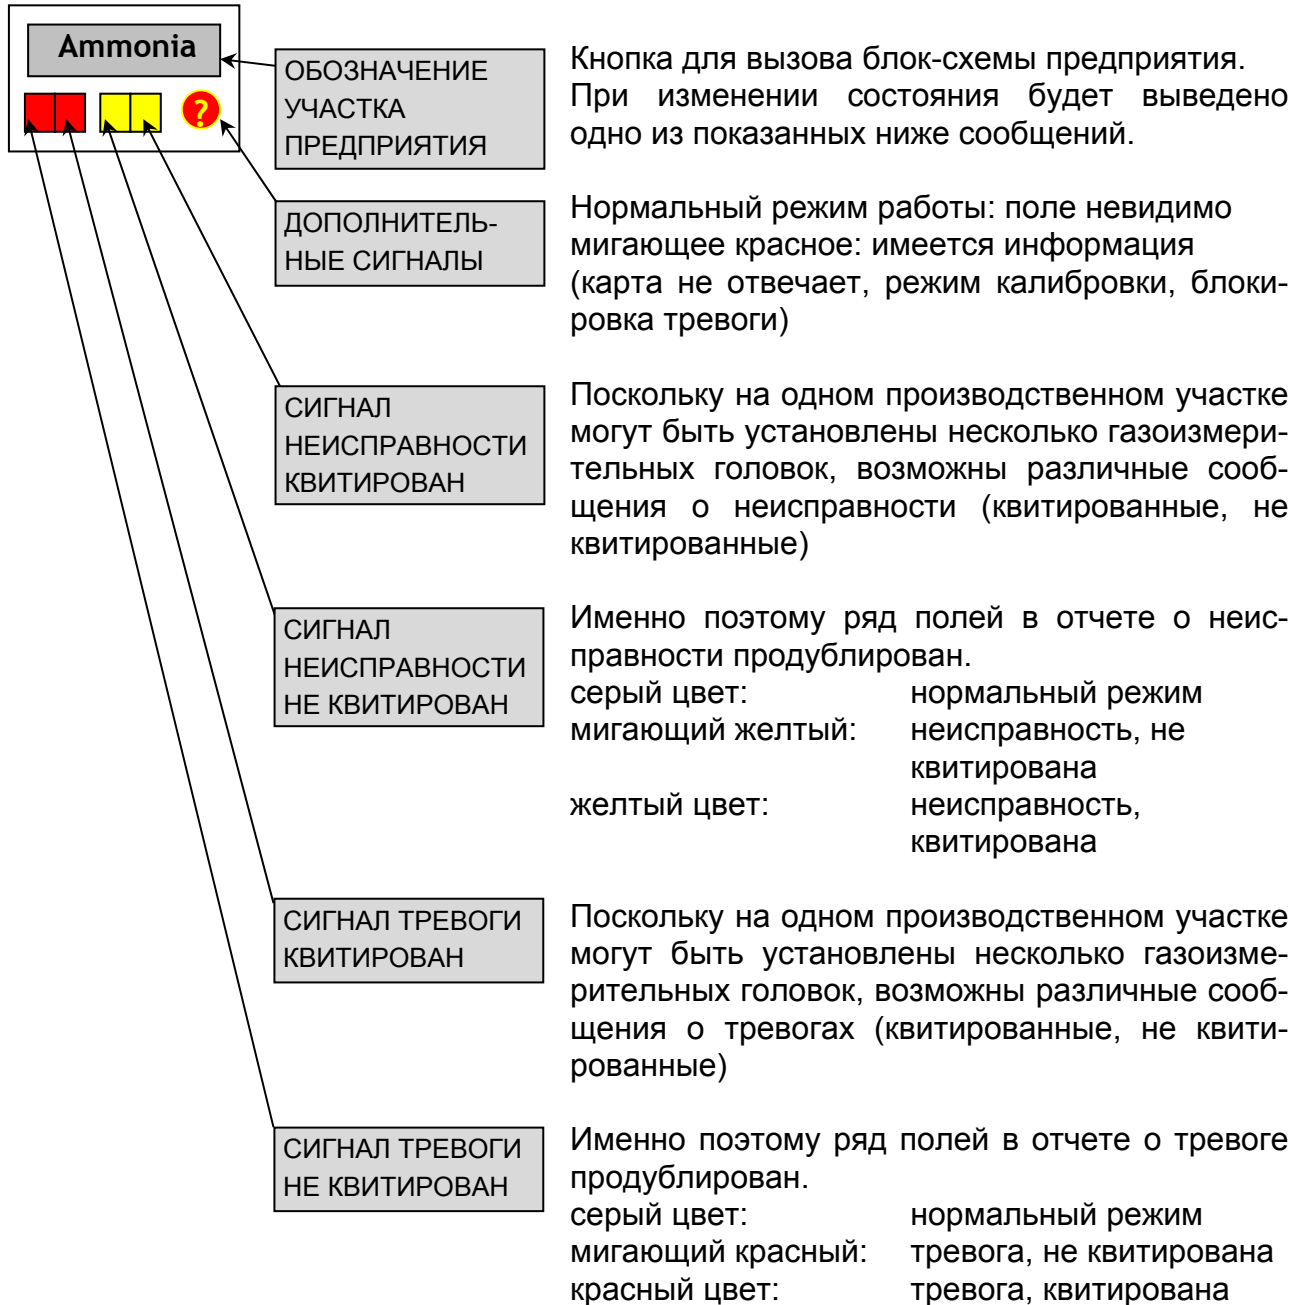 Ammonia
?
ОБОЗНАЧЕНИЕ
УЧАСТКА
ПРЕДПРИЯТИЯ
Кнопка для вызова блок-схемы предприятия.
При изменении состояния будет выведено
одно из показанных ниже сообщений.
ДОПОЛНИТЕЛЬ-
НЫЕ СИГНАЛЫ
Нормальный режим работы: поле невидимо
мигающее красное: имеется информация
(карта не отвечает, режим калибровки, блоки-
ровка тревоги)
СИГНАЛ
НЕИСПРАВНОСТИ
КВИТИРОВАН
Поскольку на одном производственном участке
могут быть установлены несколько газоизмери-
тельных головок, возможны различные сооб-
щения о неисправности (квитированные, не
квитированные)
СИГНАЛ
НЕИСПРАВНОСТИ
НЕ КВИТИРОВАН
Именно поэтому ряд полей в отчете о неис-
правности продублирован.
серый цвет: нормальный режим
мигающий желтый: неисправность, не
квитирована
желтый цвет: неисправность,
квитирована
СИГНАЛ ТРЕВОГИ
КВИТИРОВАН
Поскольку на одном производственном участке
могут быть установлены несколько газоизме-
рительных головок, возможны различные сооб-
щения о тревогах (квитированные, не квити-
рованные)
СИГНАЛ ТРЕВОГИ
НЕ КВИТИРОВАН
Именно поэтому ряд полей в отчете о тревоге
продублирован.
серый цвет: нормальный режим
мигающий красный: тревога, не квитирована
красный цвет: тревога, квитирована